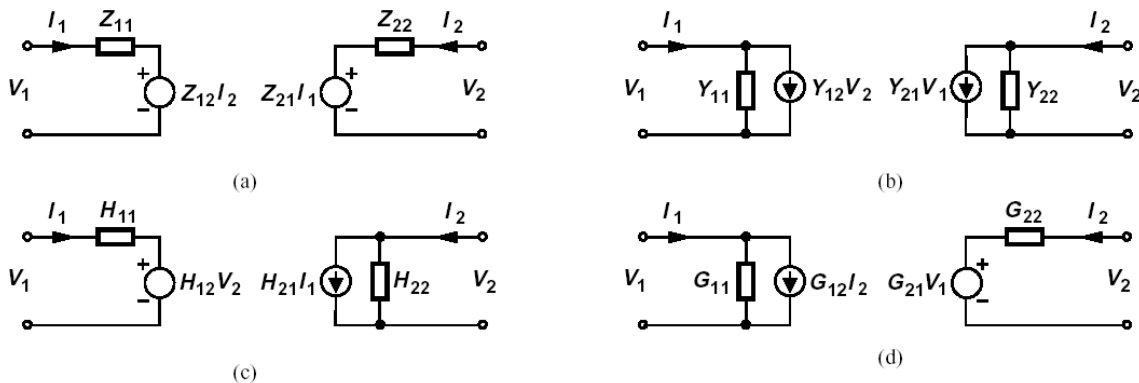 I1 Z11 Z22 I2
V1 + − Z12I2 Z21I1 + − V2
(a)
I1 I2
V1 Y11 Y12V2 Y21V1 Y22 V2
(b)
I1 H11 I2
V1 + − H12V2 H21I1 H22 V2
(c)
I1 G22 I2
V1 G11 G12I2 G21V1 + − V2
(d)